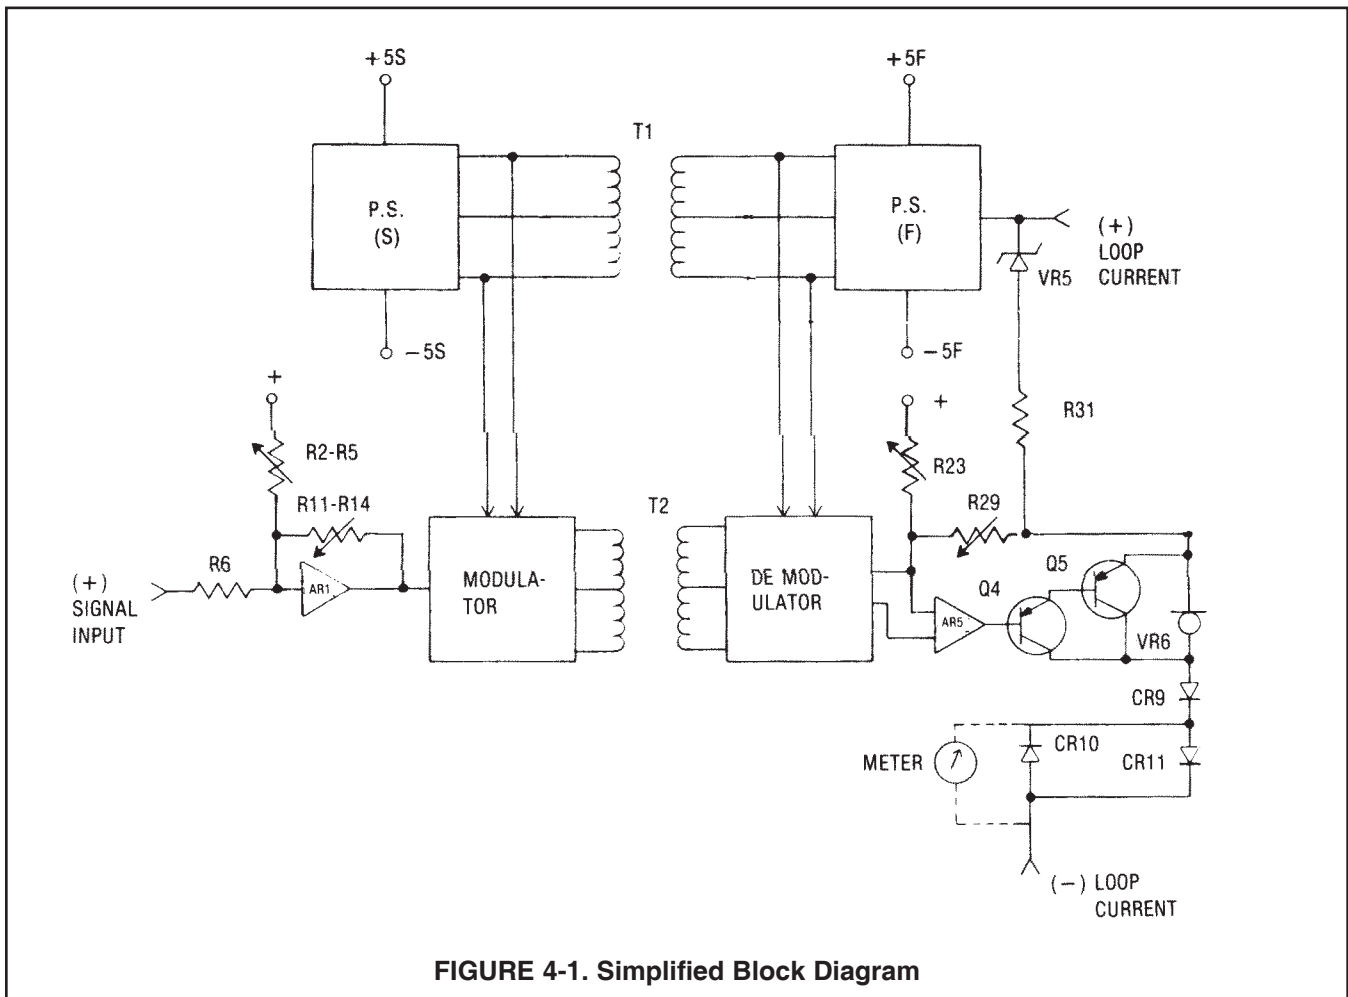 +5S
+5F
T1
P.S.
(S)
P.S.
(F)
(+)
LOOP
CURRENT
VR5
−5S
−5F
+
+
R31
R2-R5
R23
R11-R14
T2
R29
R6
Q5
(+)
SIGNAL
INPUT
AR1
MODULA-
TOR
DE MOD-
ULATOR
Q4
AR5
VR6
CR9
METER
CR10
CR11
(−) LOOP
CURRENT
FIGURE 4-1. Simplified Block Diagram